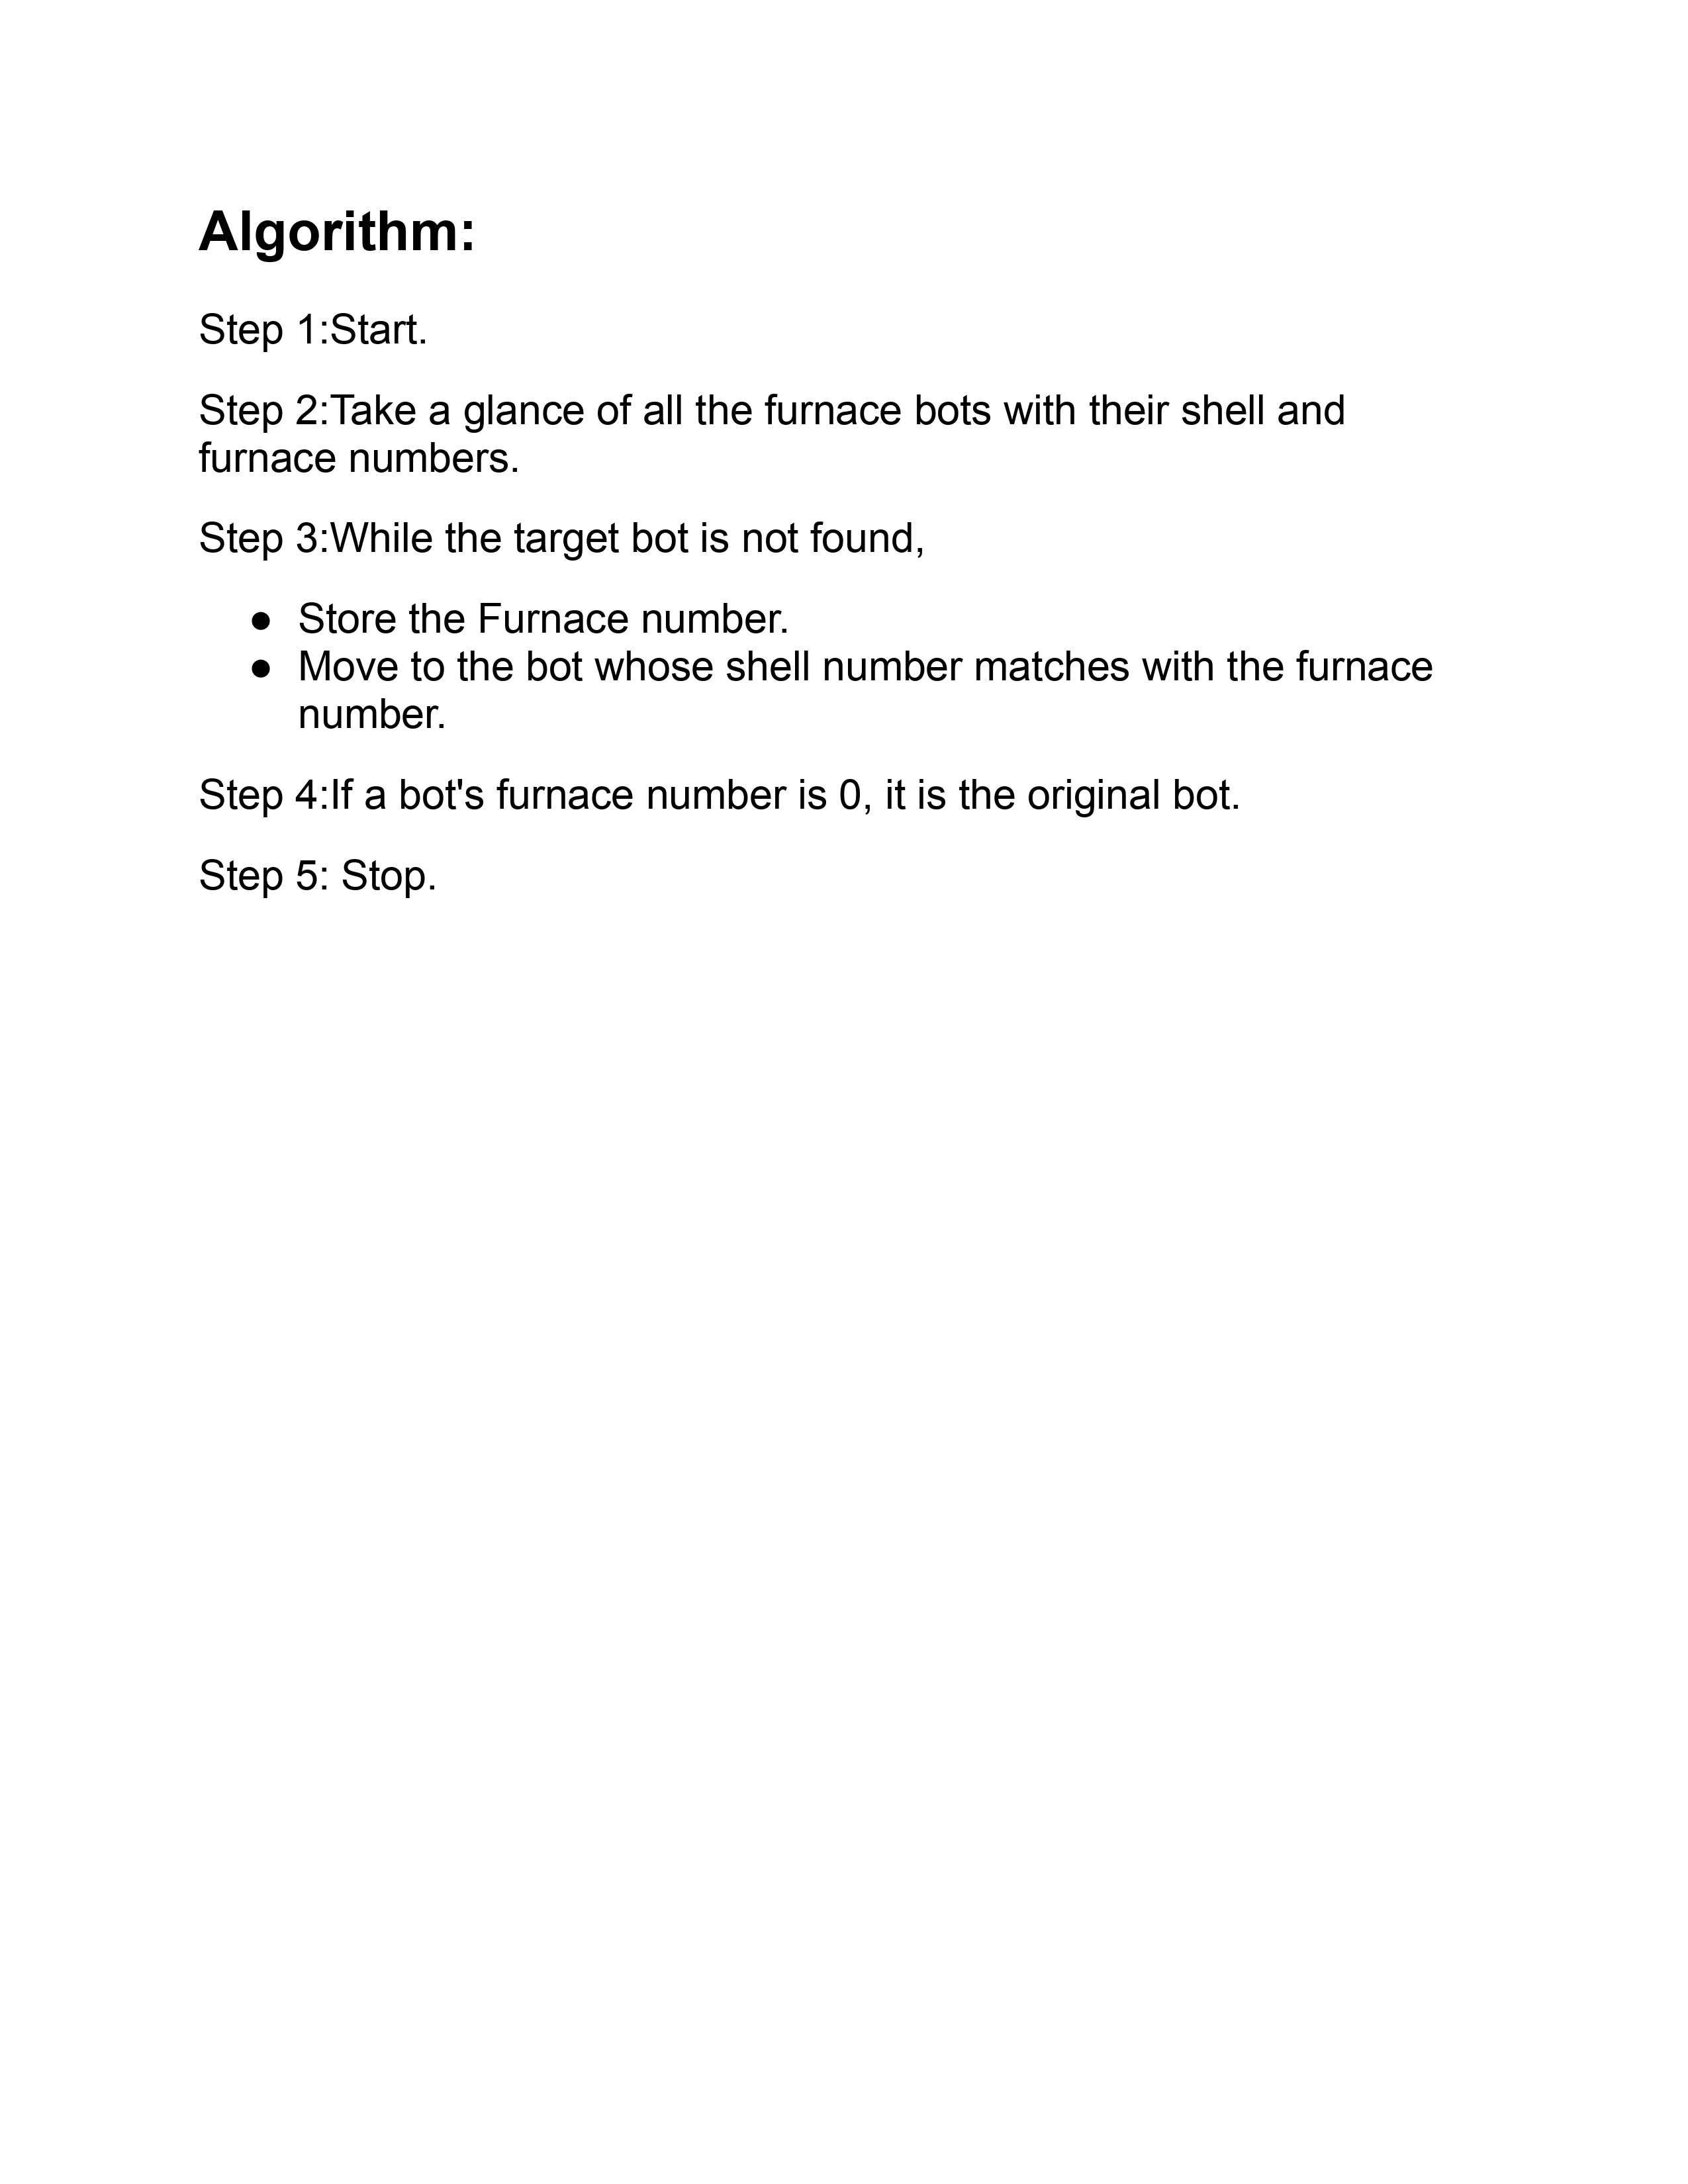 Algorithm:
Step 1:Start.
Step 2:Take a glance of all the furnace bots with their shell and
furnace numbers.
Step 3:While the target bot is not found,
● Store the Furnace number.
● Move to the bot whose shell number matches with the furnace
number.
Step 4:If a bot's furnace number is 0, it is the original bot.
Step 5: Stop.